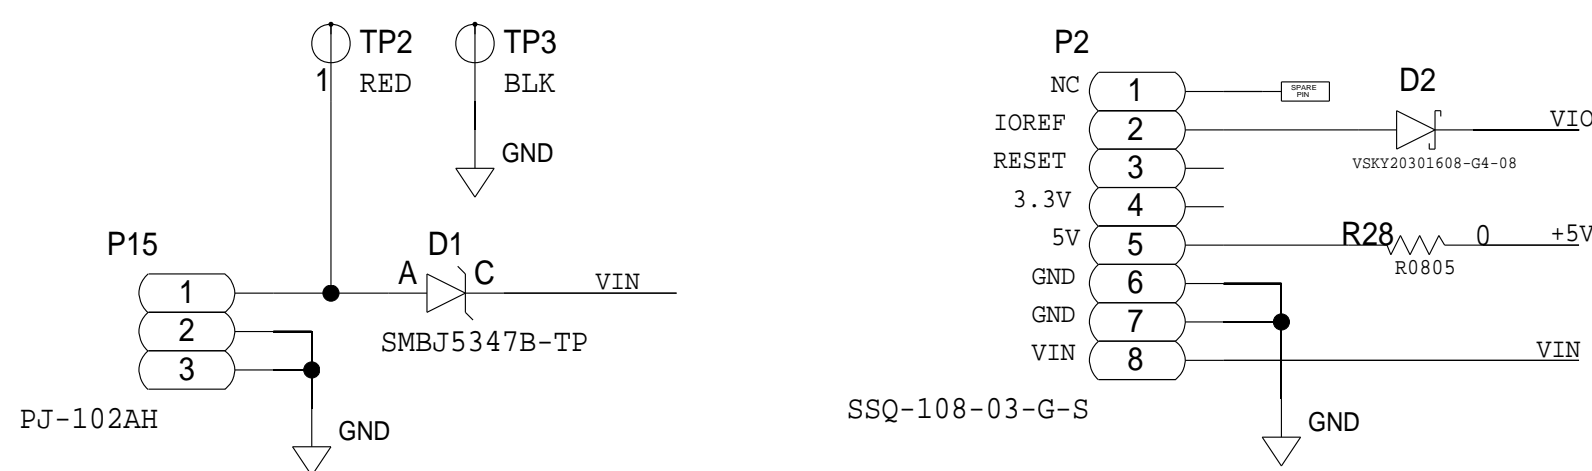 TP2
1
RED
TP3
BLK
GND
P15
1
2
3
PJ-102AH
GND
D1
A
C
VIN
SMBJ5347B-TP
P2
NC
1
SPARE
PIN
IOREF
2
D2
VIO
VSKY20301608-G4-08
RESET
3
3.3V
4
5V
5
R28
0
+5V
R0805
GND
6
GND
7
VIN
8
VIN
SSQ-108-03-G-S
GND